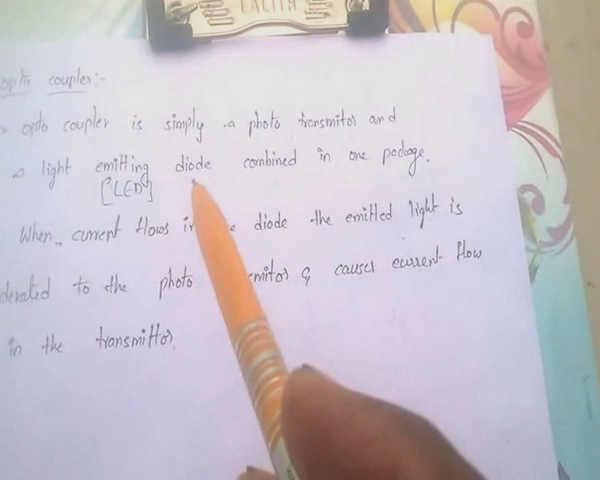 LALITH
opto coupler:-
opto coupler is simply a photo transmitor and
a light emitting diode combined in one package.
[LED]
When current flows in diode the emitted light is
to the photo & causes current flow
in the transmittor.